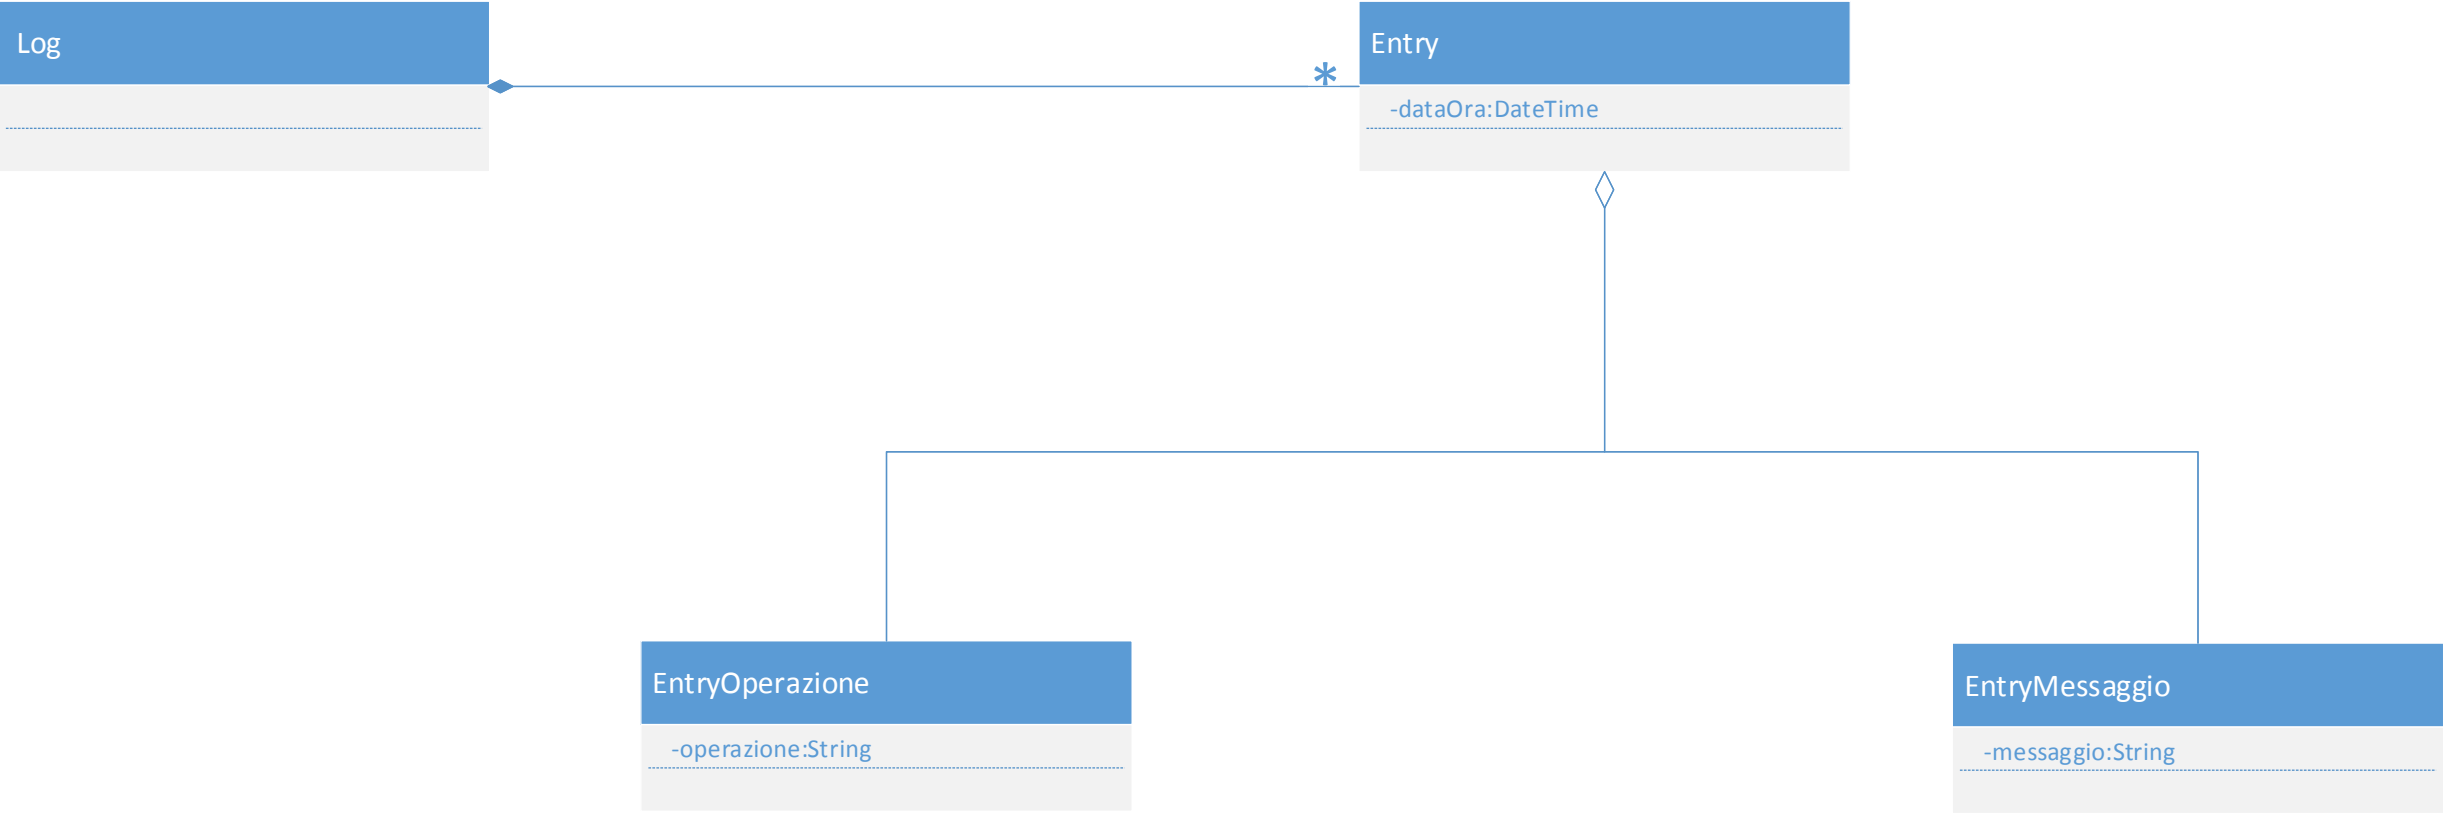 Log
*
Entry
-dataOra:DateTime
EntryOperazione
-operazione:String
EntryMessaggio
-messaggio:String